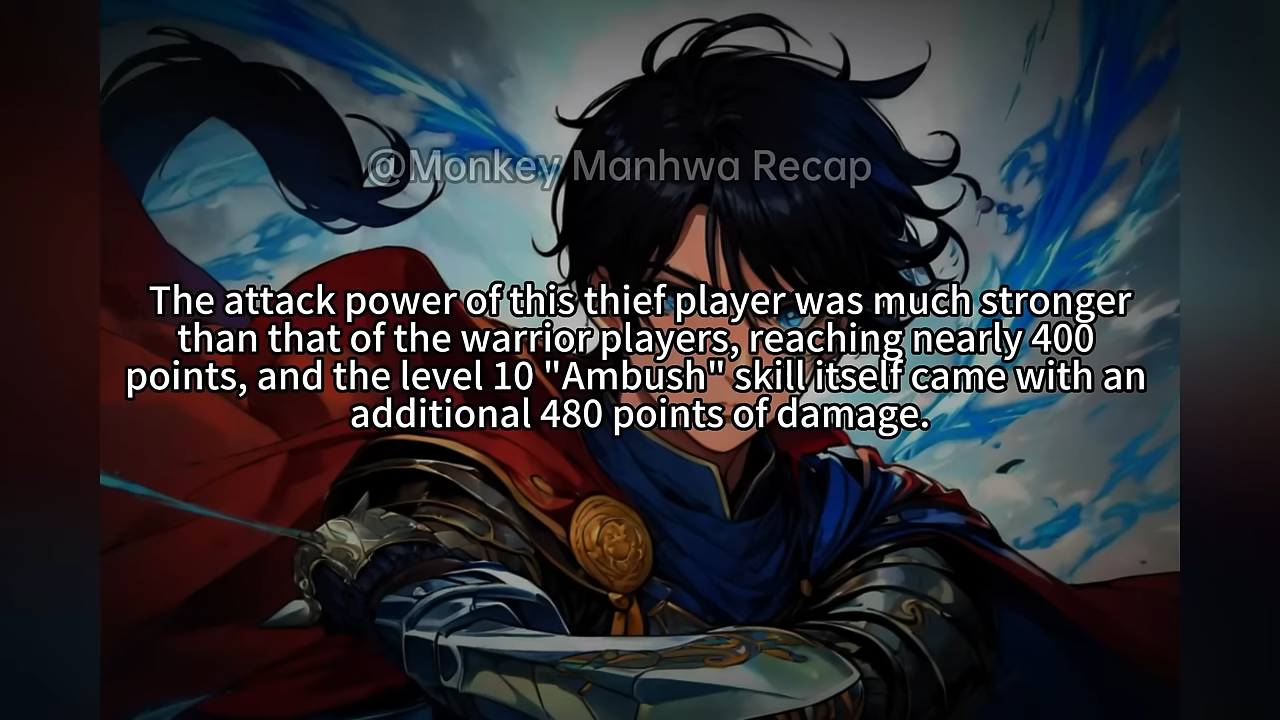 @Monkey Manhwa Recap
The attack power of this thief player was much stronger
than that of the warrior players, reaching nearly 400
points, and the level 10 "Ambush" skill itself came with an
additional 480 points of damage.